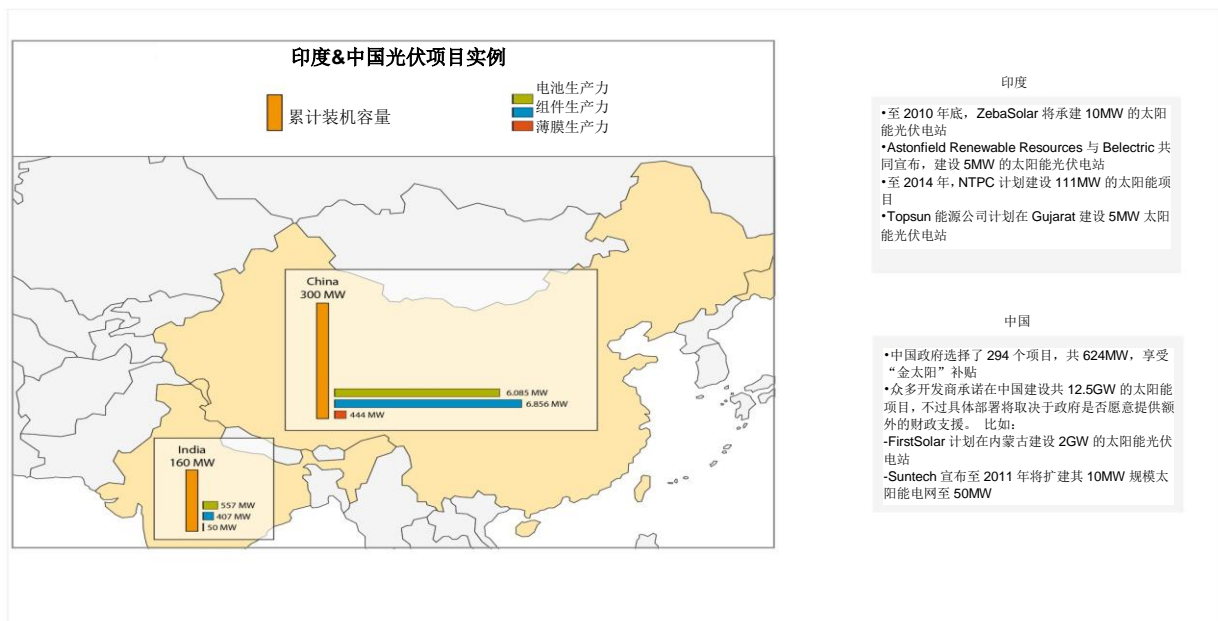 印度&中国光伏项目实例
累计装机容量
电池生产力
组件生产力
薄膜生产力
China
300 MW
6.085 MW
6.856 MW
444 MW
India
160 MW
557 MW
407 MW
50 MW
印度
•至 2010 年底，ZebaSolar 将承建 10MW 的太阳
能光伏电站
•Astonfield Renewable Resources 与 Belectric 共
同宣布，建设 5MW 的太阳能光伏电站
•至 2014 年，NTPC 计划建设 111MW 的太阳能项
目
•Topsun 能源公司计划在 Gujarat 建设 5MW 太阳
能光伏电站
中国
•中国政府选择了 294 个项目，共 624MW，享受
“金太阳”补贴
•众多开发商承诺在中国建设共 12.5GW 的太阳能
项目，不过具体部署将取决于政府是否愿意提供额
外的财政支援。 比如：
-FirstSolar 计划在内蒙古建设 2GW 的太阳能光伏
电站
-Suntech 宣布至 2011 年将扩建其 10MW 规模太
阳能电网至 50MW